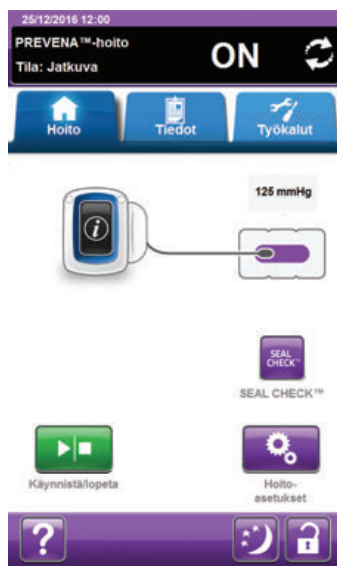 25/12/2016 12:00
PREVENA™-hoito
ON
Tila: Jatkuva
Hoito
Tiedot
Työkalut
125 mmHg
SEAL
CHECK™
SEAL CHECK™
Käynnistä/lopeta
Hoito-
asetukset